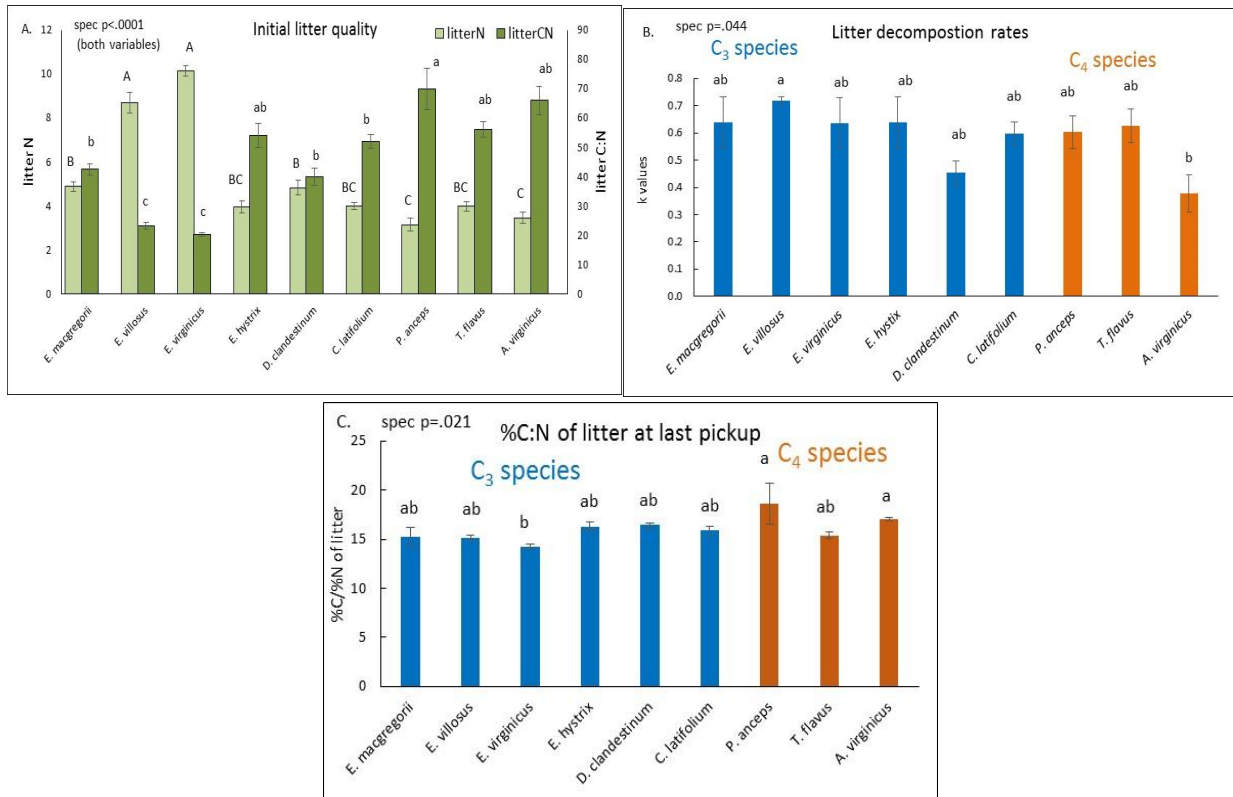 A.
spec p<.0001
(both variables)
Initial litter quality
litterN
litterCN
12
10
8
6
4
2
0
litter N
90
80
70
60
50
40
30
20
10
0
litter C:N
B
b
A
c
A
c
BC
ab
B
b
BC
b
C
a
BC
ab
C
ab
E. macgregorii
E. villosus
E. virginicus
E. hystrix
D. clandestinum
C. latifolium
P. anceps
T. flavus
A. virginicus
B.
spec p=.044
Litter decompostion rates
C3 species
C4 species
0.8
0.7
0.6
0.5
0.4
0.3
0.2
0.1
0.0
k values
ab
a
ab
ab
ab
ab
ab
ab
b
E. macgregorii
E. villosus
E. virginicus
E. hystix
D. clandestinum
C. latifolium
P. anceps
T. flavus
A. virginicus
C.
spec p=.021
%C:N of litter at last pickup
C3 species
C4 species
25
20
15
10
5
0
%C/%N of litter
ab
ab
b
ab
ab
ab
a
ab
a
E. macgregorii
E. villosus
E. virginicus
E. hystrix
D. clandestinum
C. latifolium
P. anceps
T. flavus
A. virginicus